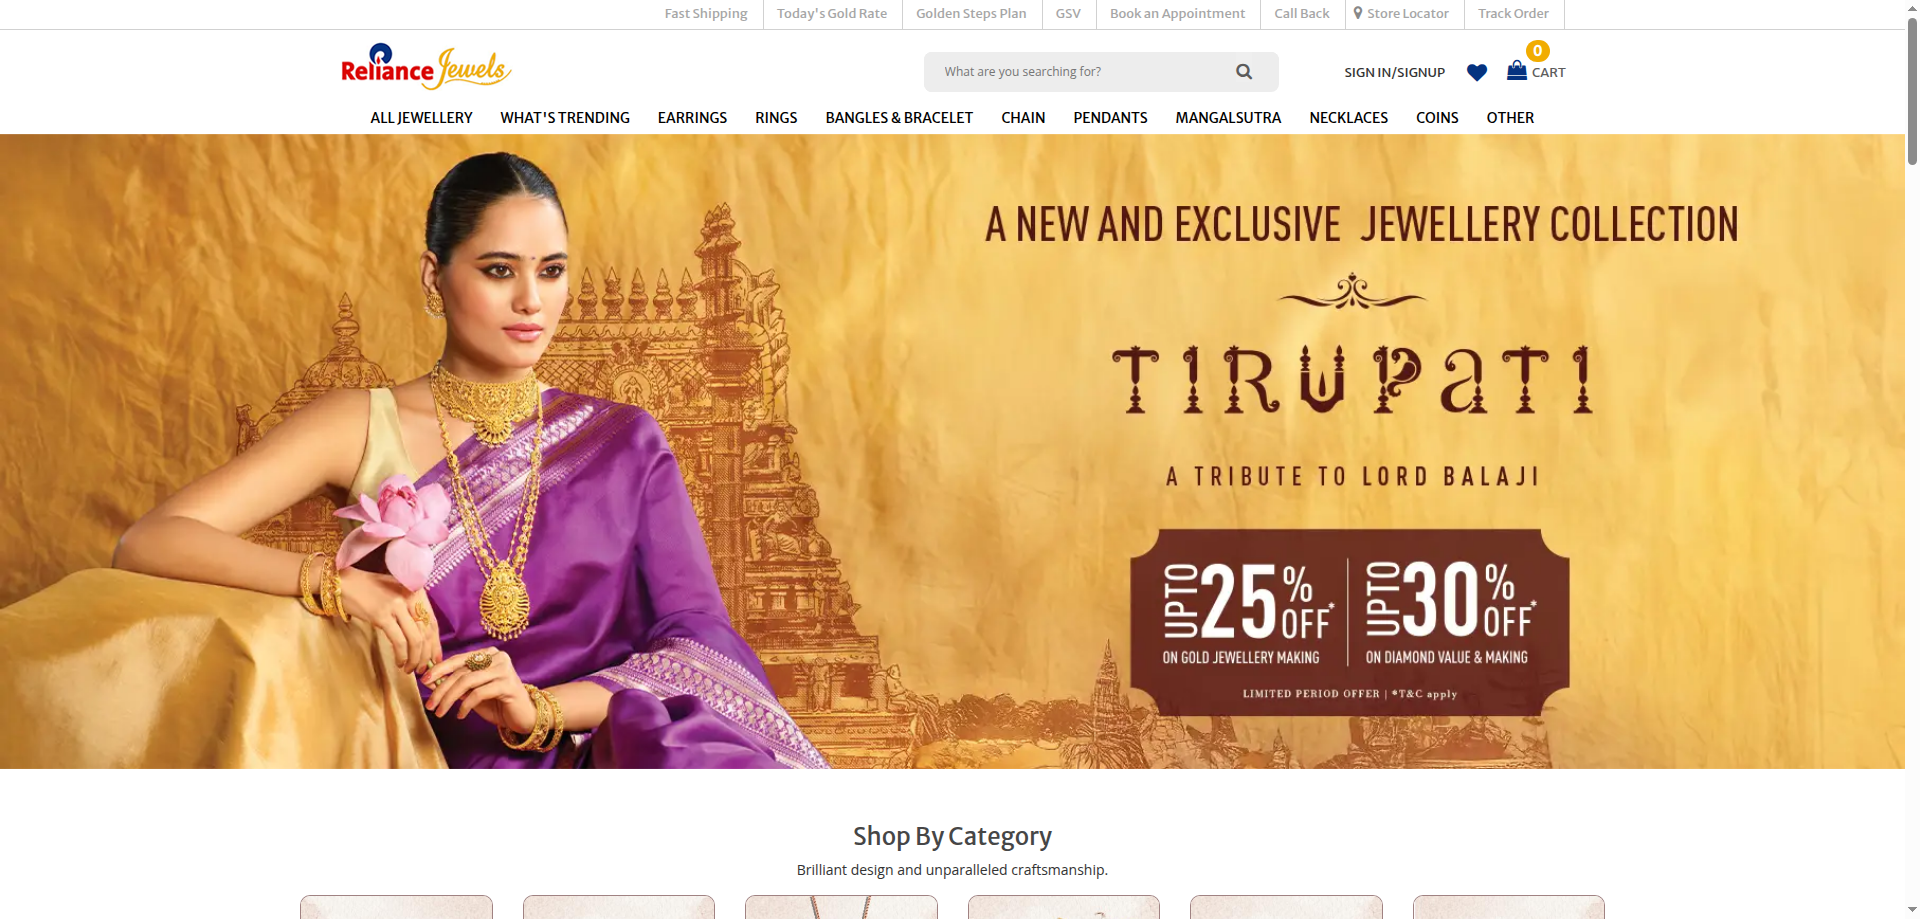 Fast Shipping
Today's Gold Rate
Golden Steps Plan
GSV
Book an Appointment
Call Back
Store Locator
Track Order
Reliance Jewels
What are you searching for?
SIGN IN/SIGNUP
0
CART
ALL JEWELLERY
WHAT'S TRENDING
EARRINGS
RINGS
BANGLES & BRACELET
CHAIN
PENDANTS
MANGALSUTRA
NECKLACES
COINS
OTHER
A NEW AND EXCLUSIVE JEWELLERY COLLECTION
TIRUPATI
A TRIBUTE TO LORD BALAJI
UPTO 25% OFF*
ON GOLD JEWELLERY MAKING
UPTO 30% OFF*
ON DIAMOND VALUE & MAKING
LIMITED PERIOD OFFER | *T&C apply
Shop By Category
Brilliant design and unparalleled craftsmanship.